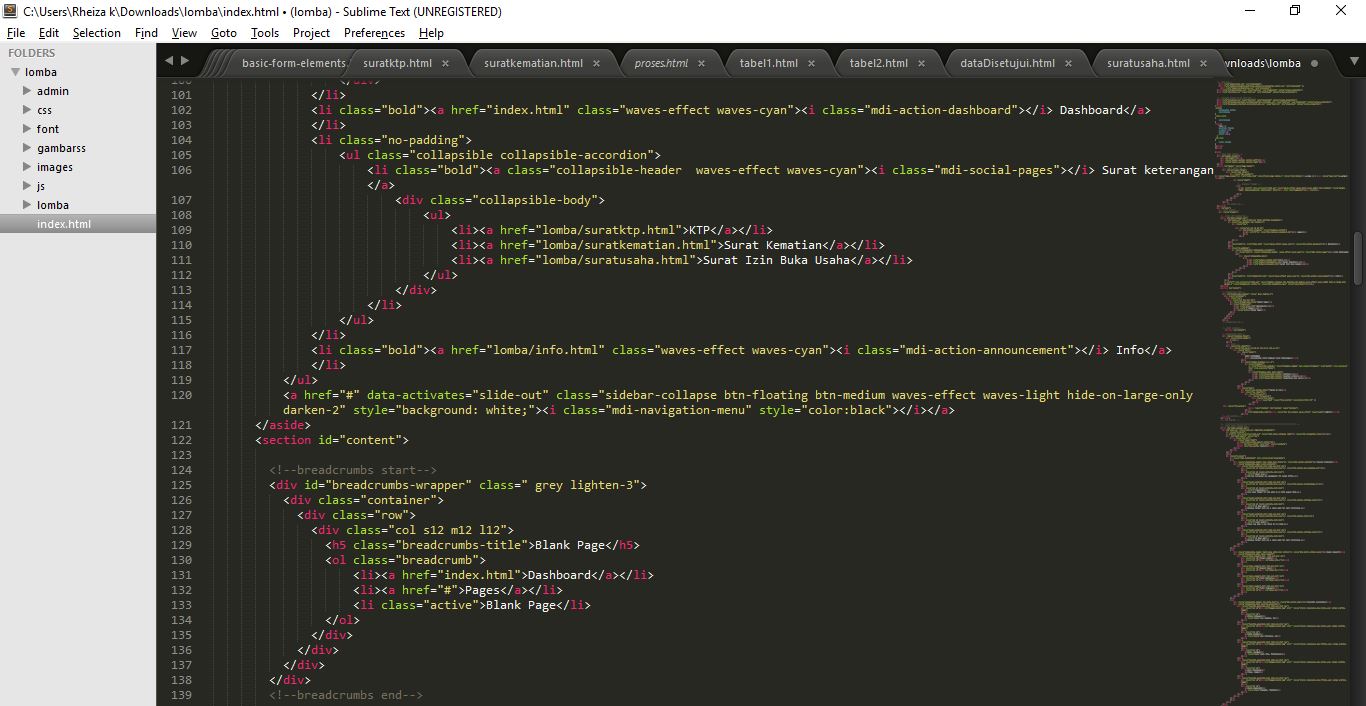 C:\Users\Rheiza k\Downloads\lomba\index.html • (lomba) - Sublime Text (UNREGISTERED)
File Edit Selection Find View Goto Tools Project Preferences Help
FOLDERS
lomba
admin
css
font
gambarss
images
js
lomba
index.html
basic-form-elements. suratktp.html × suratkematian.html × proses.html × tabel1.html × tabel2.html × dataDisetujui.html × suratusaha.html × vnloads\lomba
100 </div>
101 </li>
102 <li class="bold"><a href="index.html" class="waves-effect waves-cyan"><i class="mdi-action-dashboard"></i> Dashboard</a>
103 </li>
104 <li class="no-padding">
105 <ul class="collapsible collapsible-accordion">
106 <li class="bold"><a class="collapsible-header  waves-effect waves-cyan"><i class="mdi-social-pages"></i> Surat keterangan
</a>
107 <div class="collapsible-body">
108 <ul>
109 <li><a href="lomba/suratktp.html">KTP</a></li>
110 <li><a href="lomba/suratkematian.html">Surat Kematian</a></li>
111 <li><a href="lomba/suratusaha.html">Surat Izin Buka Usaha</a></li>
112 </ul>
113 </div>
114 </li>
115 </ul>
116 </li>
117 <li class="bold"><a href="lomba/info.html" class="waves-effect waves-cyan"><i class="mdi-action-announcement"></i> Info</a>
118 </li>
119 </ul>
120 <a href="#" data-activates="slide-out" class="sidebar-collapse btn-floating btn-medium waves-effect waves-light hide-on-large-only
darken-2" style="background: white;"><i class="mdi-navigation-menu" style="color:black"></i></a>
121 </aside>
122 <section id="content">
123
124 <!--breadcrumbs start-->
125 <div id="breadcrumbs-wrapper" class=" grey lighten-3">
126 <div class="container">
127 <div class="row">
128 <div class="col s12 m12 l12">
129 <h5 class="breadcrumbs-title">Blank Page</h5>
130 <ol class="breadcrumb">
131 <li><a href="index.html">Dashboard</a></li>
132 <li><a href="#">Pages</a></li>
133 <li class="active">Blank Page</li>
134 </ol>
135 </div>
136 </div>
137 </div>
138 </div>
139 <!--breadcrumbs end-->